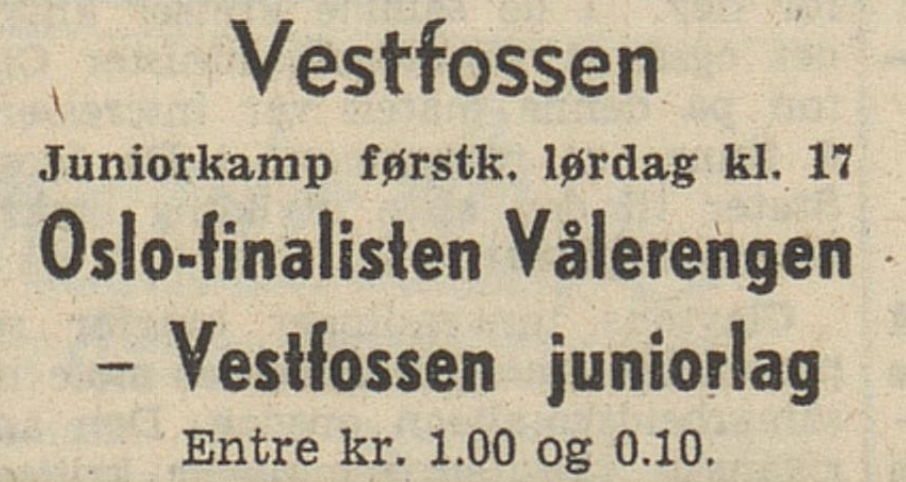 Vestfossen
Juniorkamp førstk. lørdag kl. 17
Oslo-finalisten Vålerengen
– Vestfossen juniorlag
Entre kr. 1.00 og 0.10.